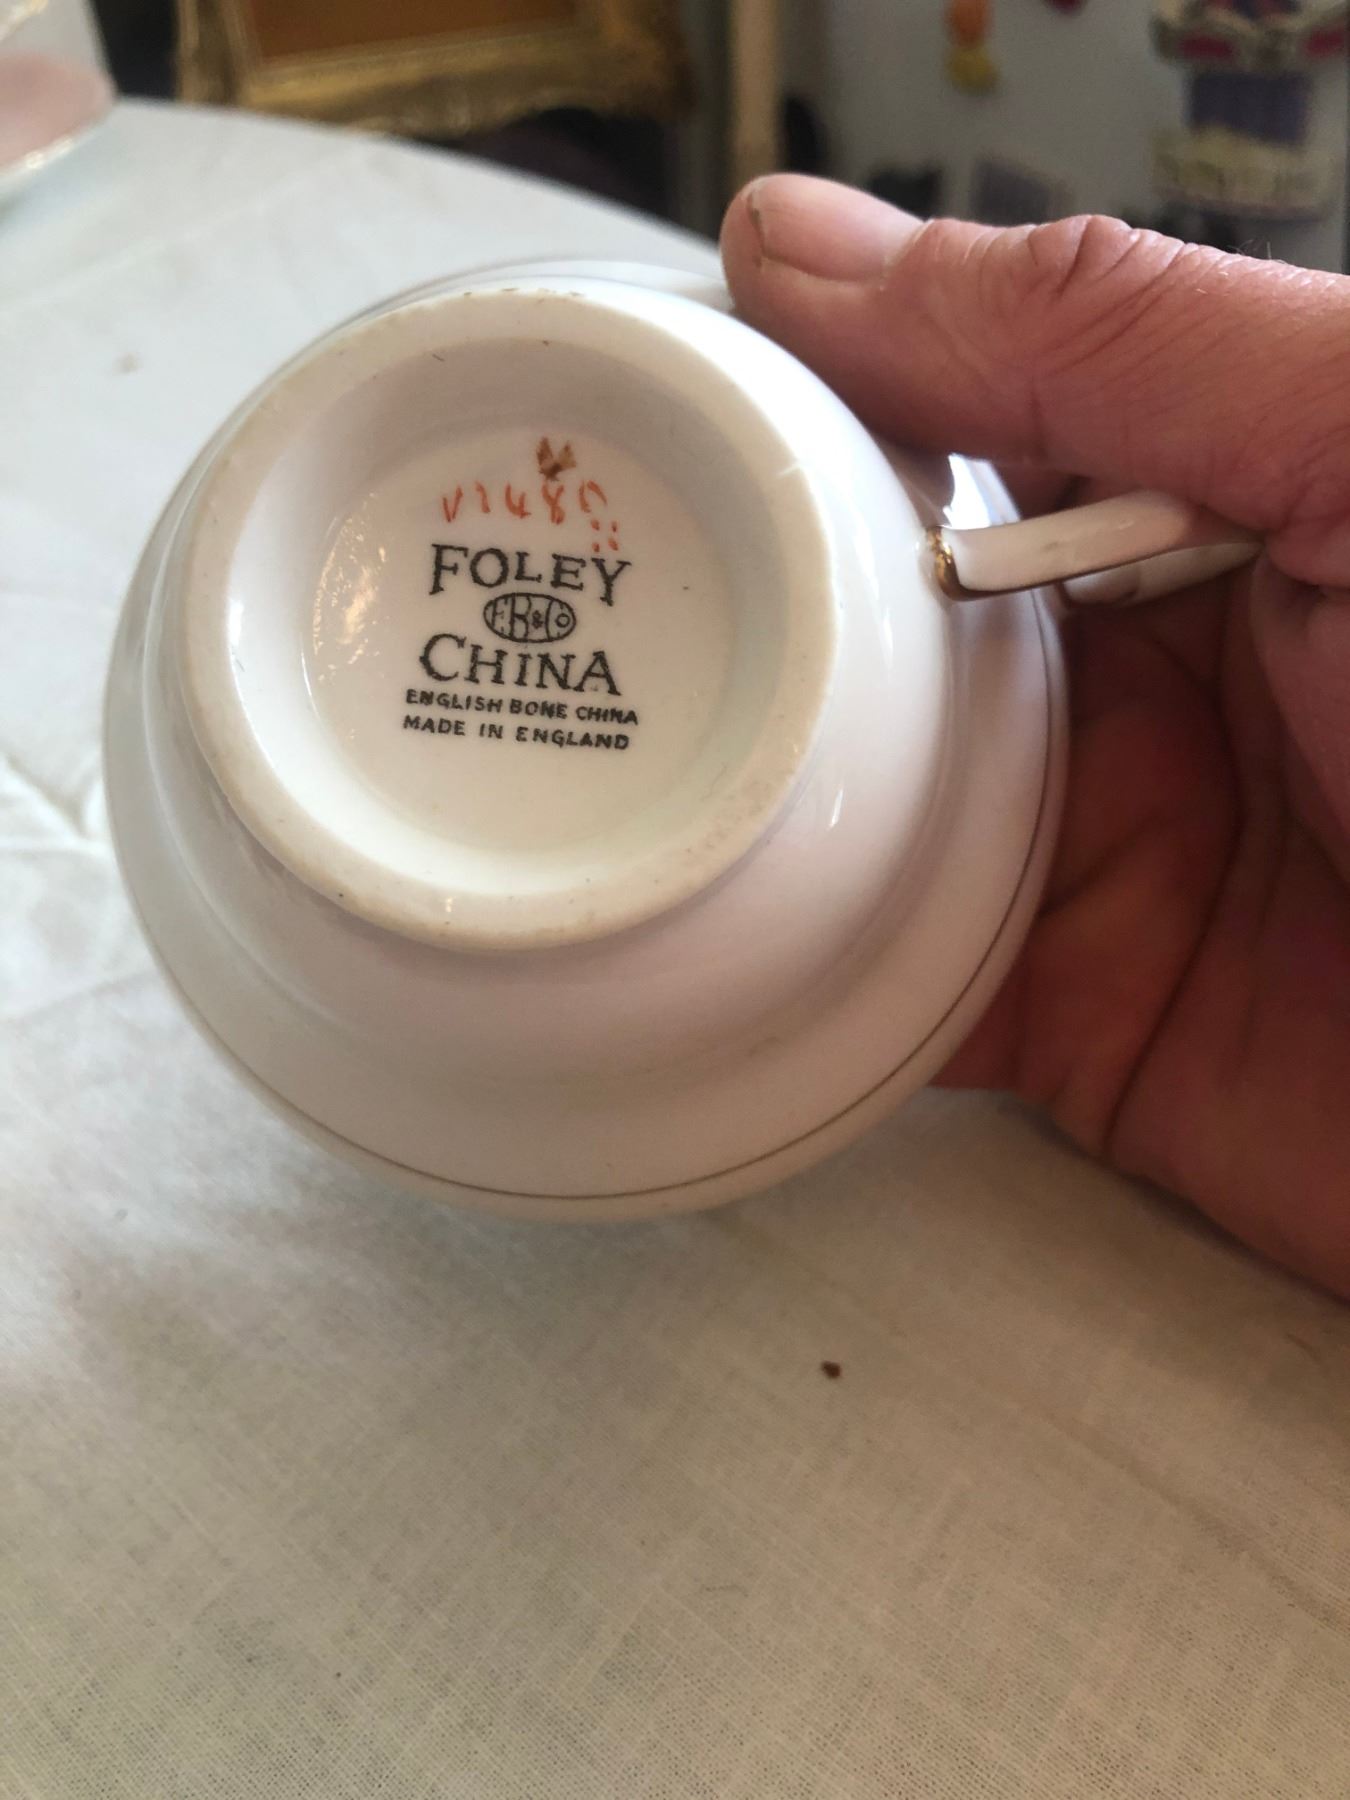 V1480
FOLEY
E.B.&Co
CHINA
ENGLISH BONE CHINA
MADE IN ENGLAND